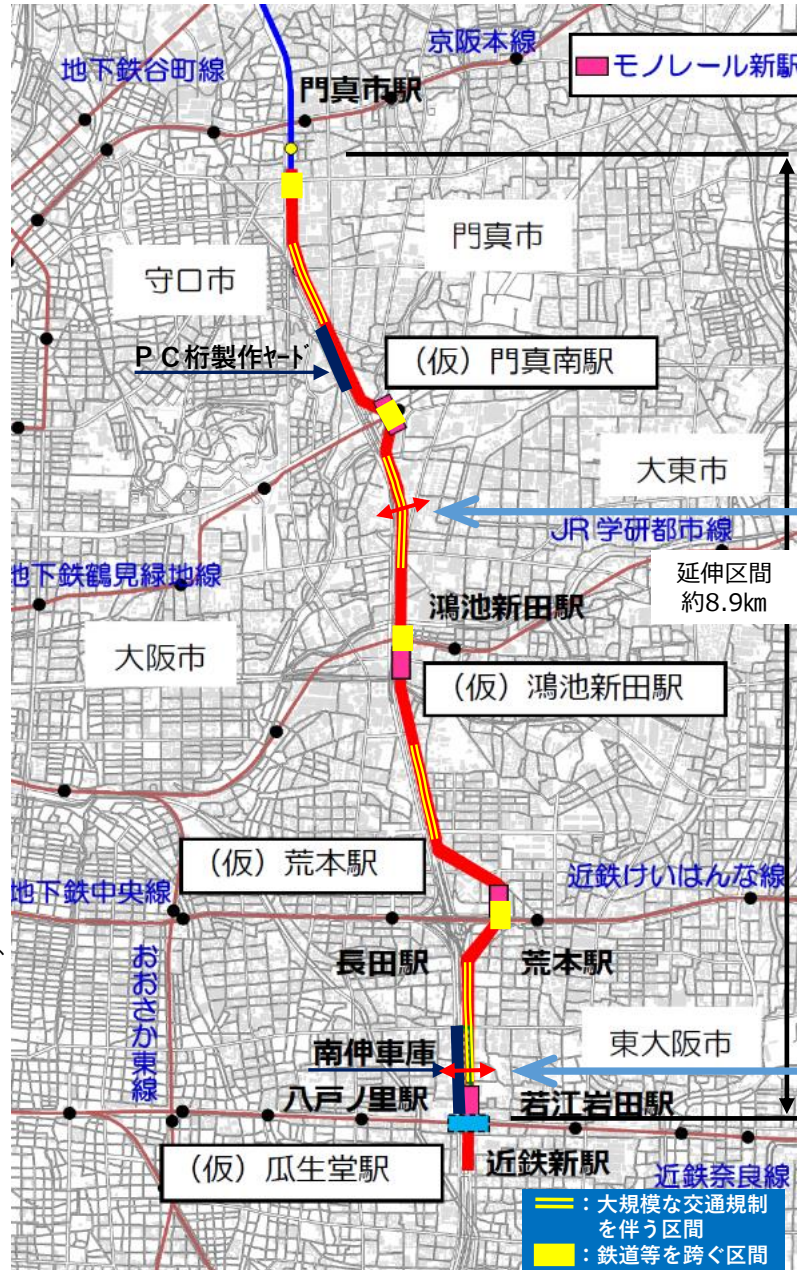 京阪本線
地下鉄谷町線
モノレール新駅
門真市駅
門真市
守口市
ＰＣ桁製作ﾔｰﾄﾞ
（仮）門真南駅
大東市
JR学研都市線
地下鉄鶴見緑地線
延伸区間
約8.9㎞
鴻池新田駅
大阪市
（仮）鴻池新田駅
（仮）荒本駅
近鉄けいはんな線
地下鉄中央線
長田駅
荒本駅
おおさか東線
南伸車庫
東大阪市
八戸ノ里駅
若江岩田駅
（仮）瓜生堂駅
近鉄新駅
近鉄奈良線
：大規模な交通規制
を伴う区間
：鉄道等を跨ぐ区間